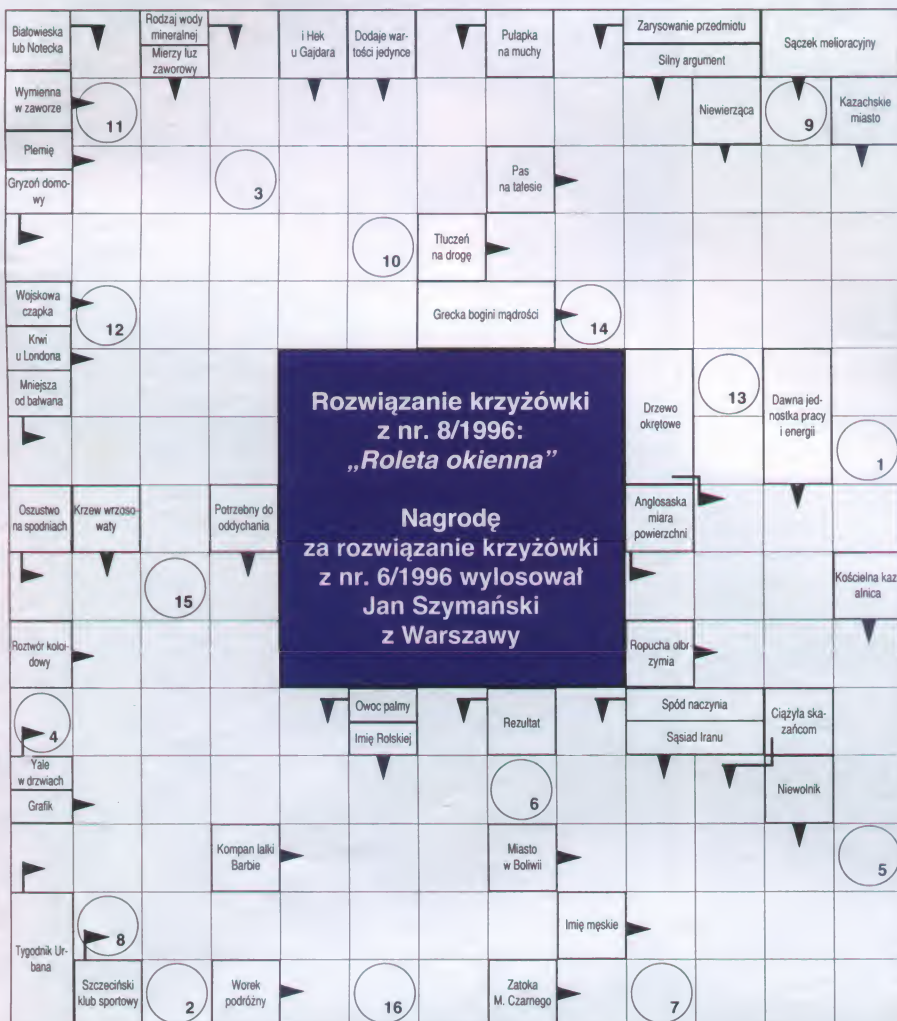 Białowieska
lub Notecka
Rodzaj wody
mineralnej
Mierzy luz
zaworowy
i Hek
u Gajdara
Dodaje war-
tości jedynce
Pułapka
na muchy
Zarysowanie przedmiotu
Silny argument
Sączek melioracyjny
Wymienna
w zaworze
11
Niewierząca
9
Kazachskie
miasto
Plemię
Gryzoń domo-
wy
3
Pas
na tałesie
10
Tłuczeń
na drogę
Wojskowa
czapka
12
Grecka bogini mądrości
14
Krwi
u Londona
Mniejsza
od bałwana
Rozwiązanie krzyżówki
z nr. 8/1996:
„Roleta okienna”
Nagrodę
za rozwiązanie krzyżówki
z nr. 6/1996 wylosował
Jan Szymański
z Warszawy
Drzewo
okrętowe
13
Dawna jed-
nostka pracy
i energii
1
Oszustwo
na spodniach
Krzew wrzoso-
waty
Potrzebny do
oddychania
Anglosaska
miara
powierzchni
15
Kościelna kaz
alnica
Roztwór koloi-
dowy
Ropucha olbr-
zymia
4
Owoc palmy
Imię Rolskiej
Rezultat
Spód naczynia
Sąsiad Iranu
Ciążyła ska-
zańcom
Yale
w drzwiach
Grafik
6
Niewolnik
Kompan lalki
Barbie
Miasto
w Boliwii
5
Tygodnik Ur-
bana
8
Imię męskie
Szczeciński
klub sportowy
2
Worek
podróżny
16
Zatoka
M. Czarnego
7